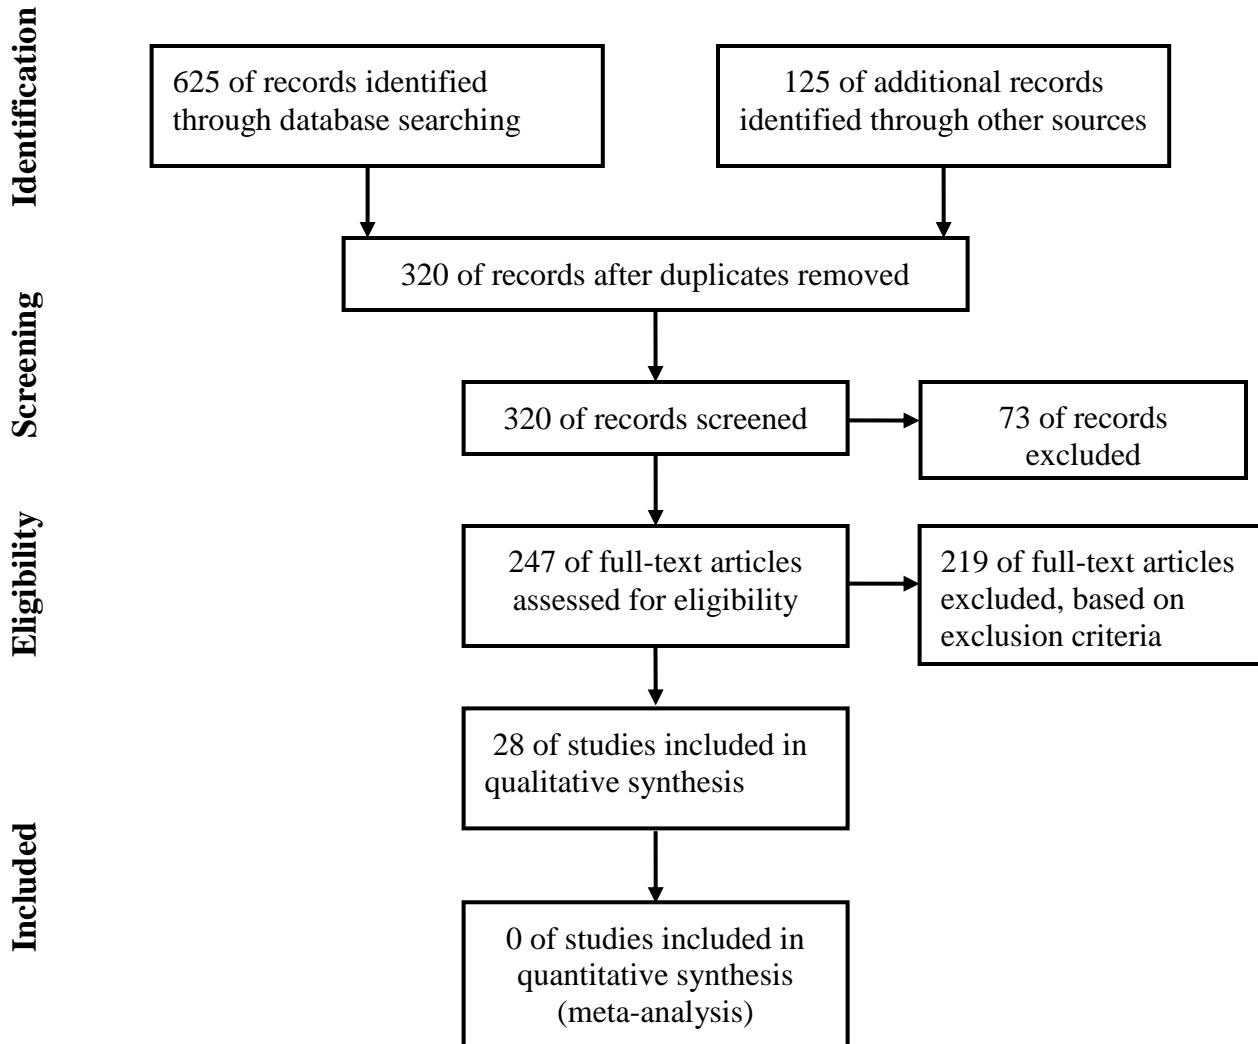 Identification
625 of records identified
through database searching
125 of additional records
identified through other sources
320 of records after duplicates removed
Screening
320 of records screened
73 of records
excluded
Eligibility
247 of full-text articles
assessed for eligibility
219 of full-text articles
excluded, based on
exclusion criteria
28 of studies included in
qualitative synthesis
Included
0 of studies included in
quantitative synthesis
(meta-analysis)